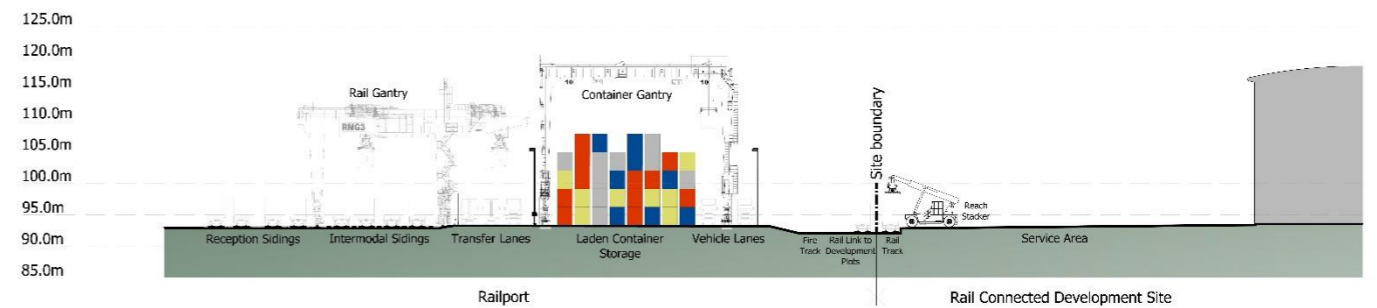 125.0m
120.0m
115.0m
110.0m
105.0m
100.0m
95.0m
90.0m
85.0m
Rail Gantry
RMG3
Container Gantry
10
10
Site boundary
Reach
Stacker
Reception Sidings
Intermodal Sidings
Transfer Lanes
Laden Container
Storage
Vehicle Lanes
Fire
Track
Rail Link to
Development
Plots
Rail
Track
Service Area
Railport
Rail Connected Development Site